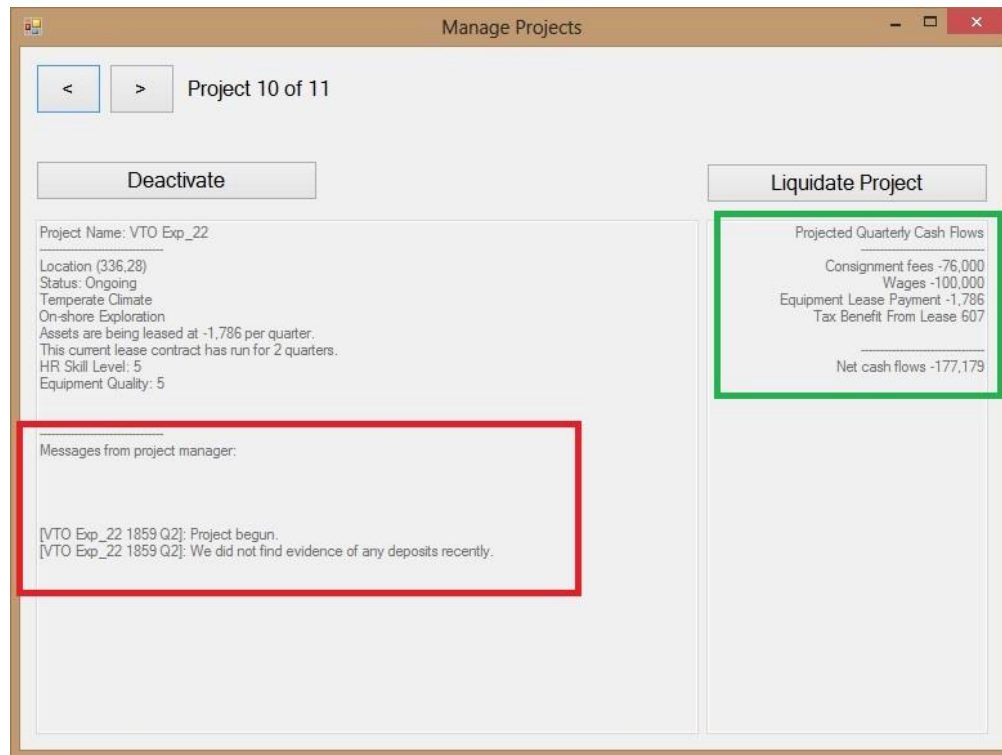 Manage Projects
< > Project 10 of 11
Deactivate
Liquidate Project
Project Name: VTO Exp_22
------------------------------
Location (336,28)
Status: Ongoing
Temperate Climate
On-shore Exploration
Assets are being leased at -1,786 per quarter.
This current lease contract has run for 2 quarters.
HR Skill Level: 5
Equipment Quality: 5
------------------------------
Messages from project manager:
[VTO Exp_22 1859 Q2]: Project begun.
[VTO Exp_22 1859 Q2]: We did not find evidence of any deposits recently.
Projected Quarterly Cash Flows
------------------------------
Consignment fees -76,000
Wages -100,000
Equipment Lease Payment -1,786
Tax Benefit From Lease 607
------------------------------
Net cash flows -177,179